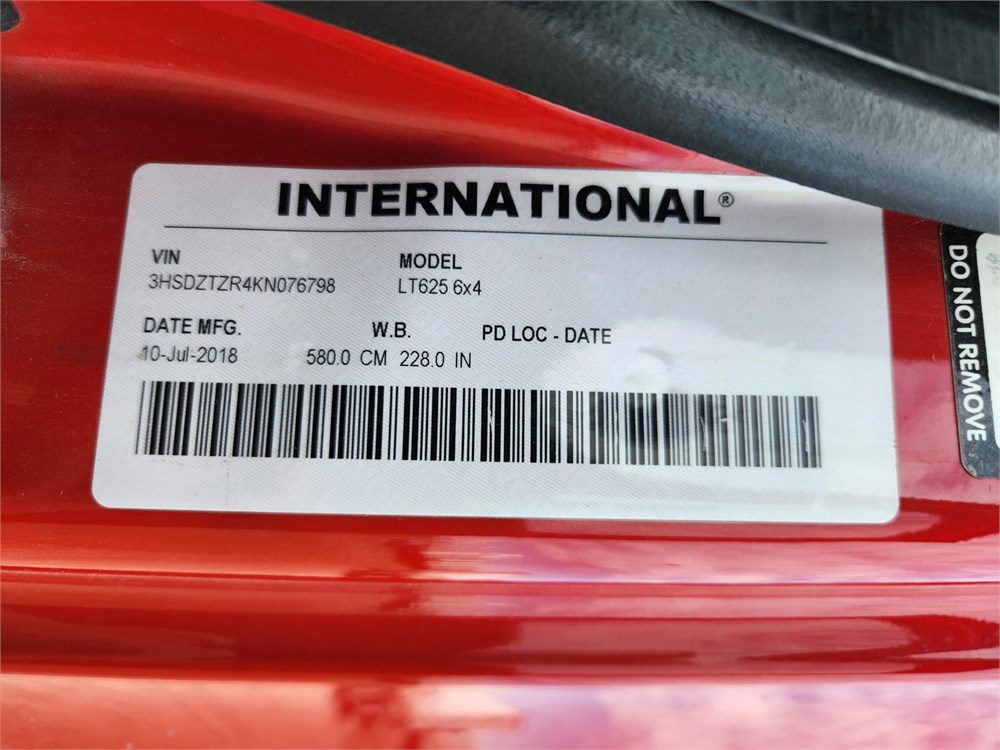 INTERNATIONAL®
VIN
MODEL
3HSDZTZR4KN076798
LT625 6x4
DATE MFG.
W.B.
PD LOC - DATE
10-Jul-2018
580.0 CM 228.0 IN
DO NOT REMOVE